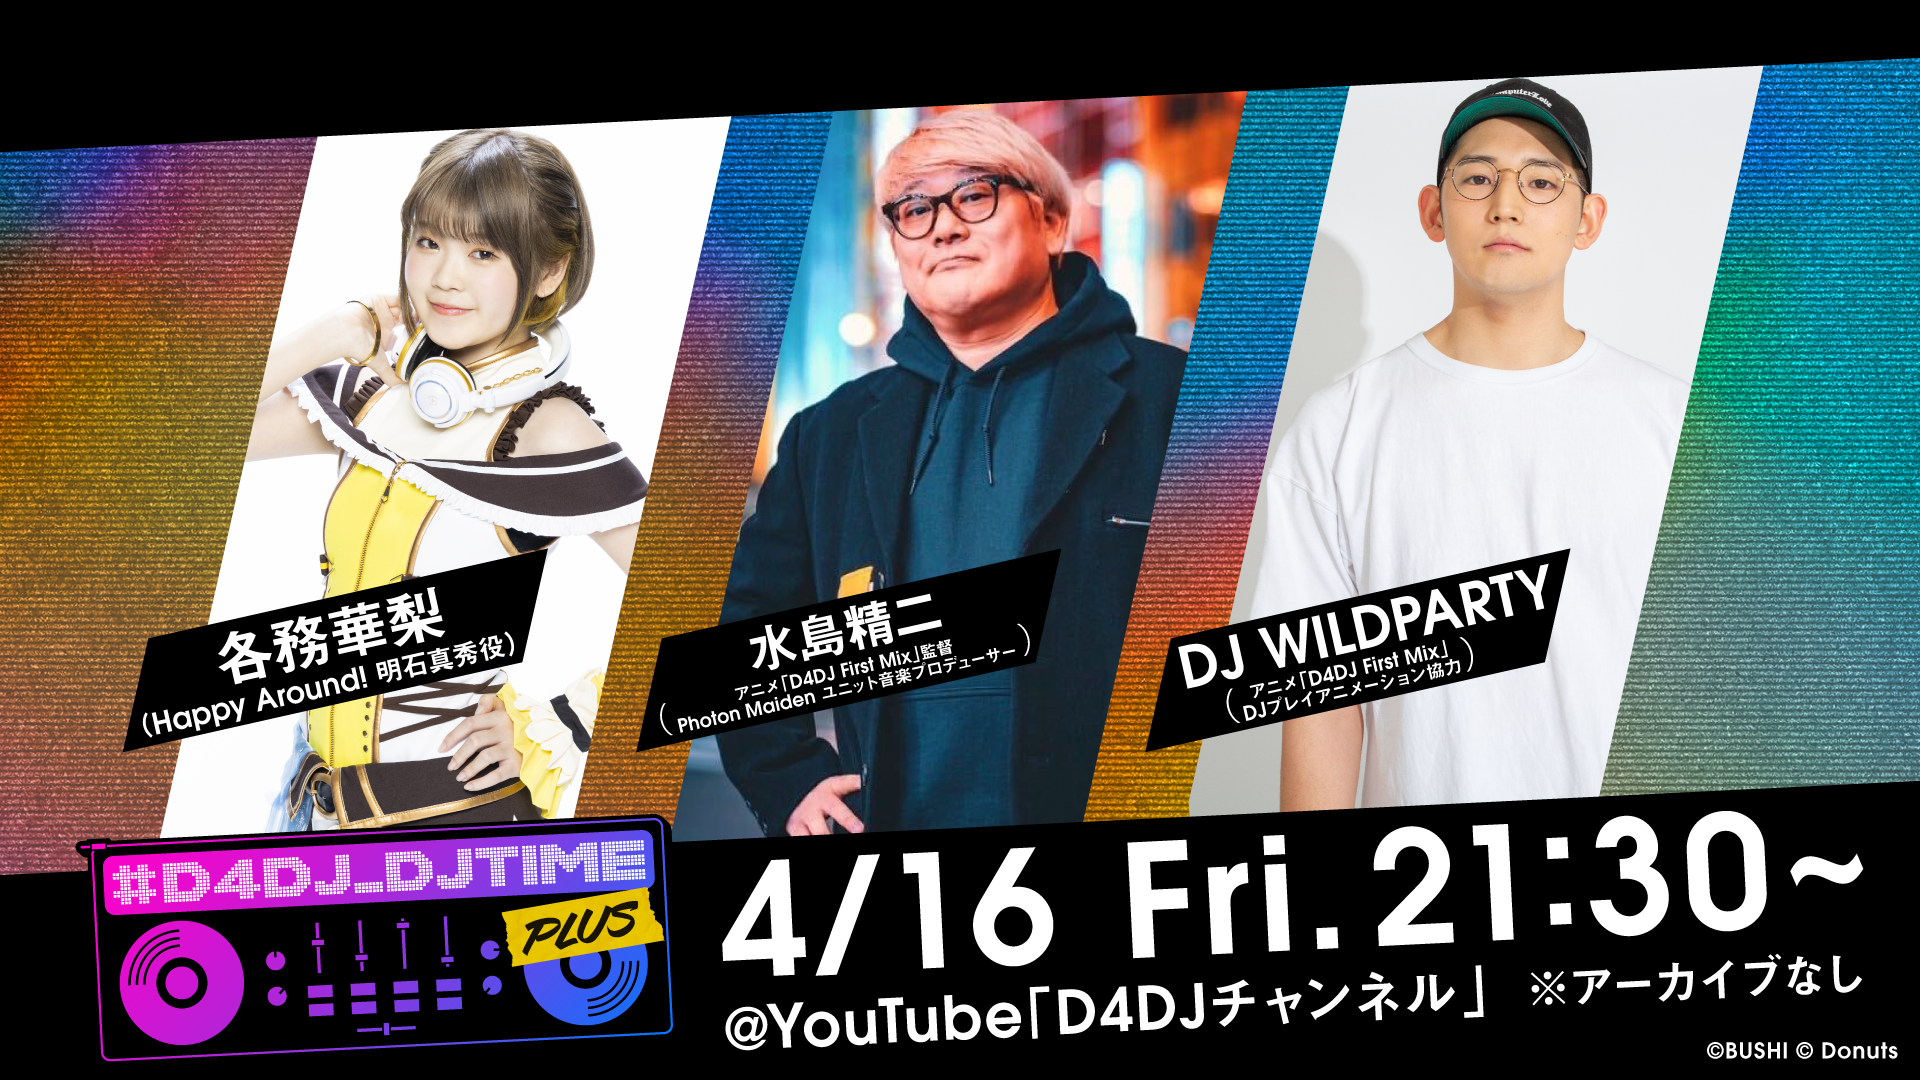 ComputerLove
各務華梨
(Happy Around! 明石真秀役)
水島精二
(アニメ「D4DJ First Mix」監督
Photon Maiden ユニット音楽プロデューサー)
DJ WILDPARTY
(アニメ「D4DJ First Mix」
DJプレイアニメーション協力)
#D4DJ_DJTIME
PLUS
4/16 Fri. 21:30~
@YouTube「D4DJチャンネル」 ※アーカイブなし
©BUSHI © Donuts